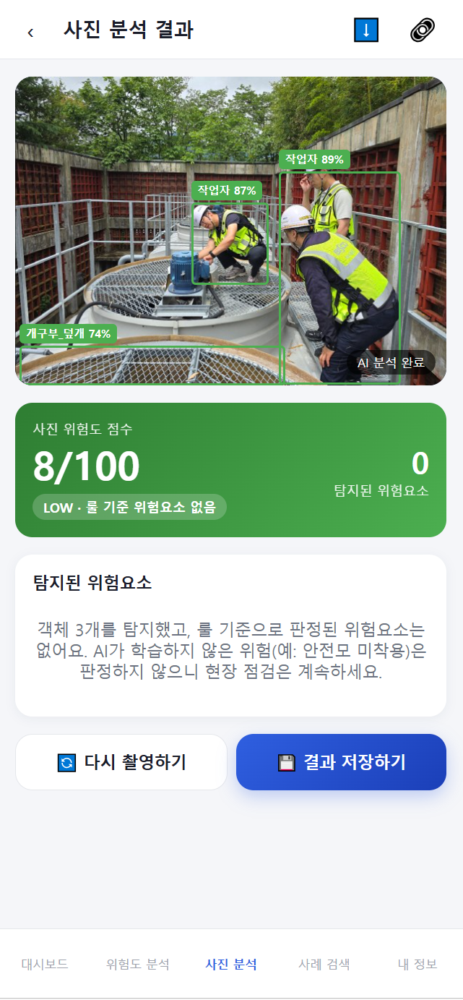 사진 분석 결과
작업자 89%
작업자 87%
개구부_덮개 74%
AI 분석 완료
사진 위험도 점수
8/100
0
탐지된 위험요소
LOW · 룰 기준 위험요소 없음
탐지된 위험요소
객체 3개를 탐지했고, 룰 기준으로 판정된 위험요소는
없어요. AI가 학습하지 않은 위험(예: 안전모 미착용)은
판정하지 않으니 현장 점검은 계속하세요.
다시 촬영하기
결과 저장하기
대시보드
위험도 분석
사진 분석
사례 검색
내 정보